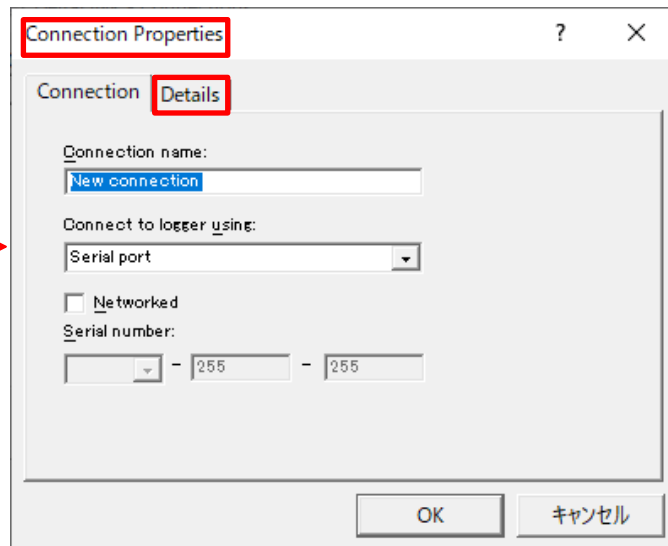 Connection Properties ? ×
Connection Details
Connection name:
New connection
Connect to logger using:
Serial port
Networked
Serial number:
- 255 - 255
OK キャンセル